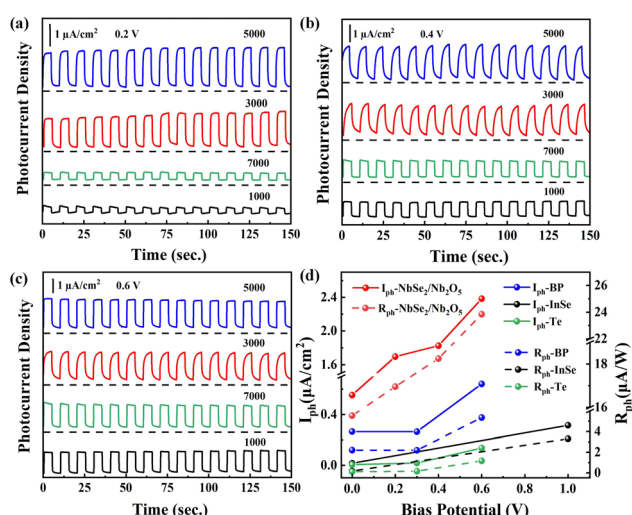 (a)
1 μA/cm²
0.2 V
5000
3000
7000
1000
Photocurrent Density
0 25 50 75 100 125 150
Time (sec.)
(b)
1 μA/cm²
0.4 V
5000
3000
7000
1000
Photocurrent Density
0 25 50 75 100 125 150
Time (sec.)
(c)
1 μA/cm²
0.6 V
5000
3000
7000
1000
Photocurrent Density
0 25 50 75 100 125 150
Time (sec.)
(d)
I_ph-NbSe₂/Nb₂O₅
R_ph-NbSe₂/Nb₂O₅
I_ph-BP
I_ph-InSe
I_ph-Te
R_ph-BP
R_ph-InSe
R_ph-Te
I_ph(μA/cm²)
2.4
2.0
1.6
0.4
0.0
R_ph(μA/W)
25
22
18
16
4
2
0
0.0 0.2 0.4 0.6 0.8 1.0
Bias Potential (V)